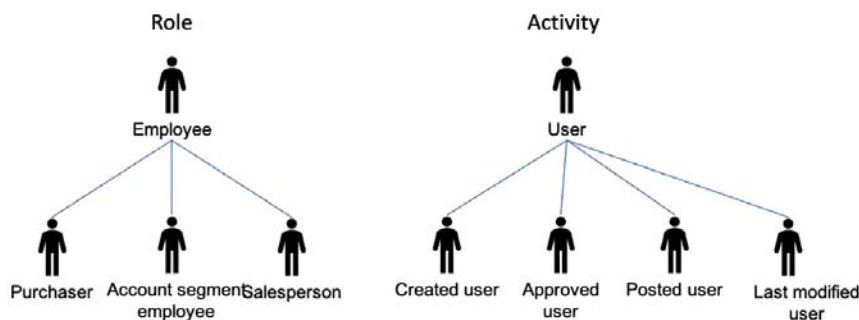 Role
Activity
Employee
User
Purchaser
Account segment
employee
Salesperson
Created user
Approved
user
Posted user
Last modified
user